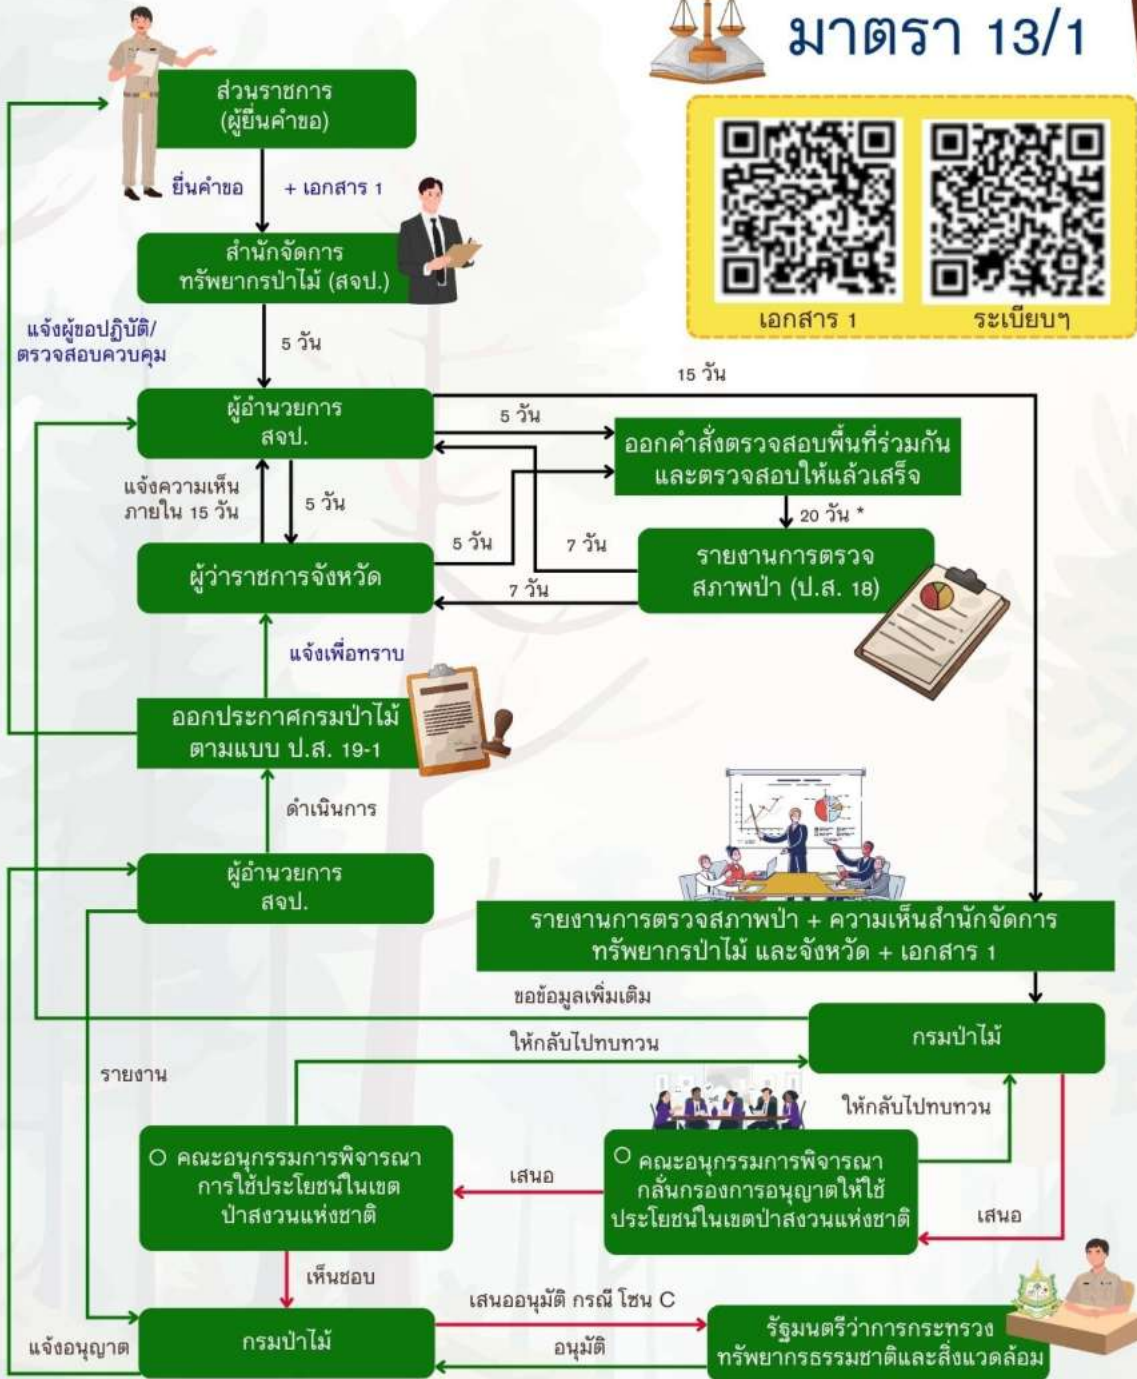 มาตรา 13/1
ส่วนราชการ
(ผู้ยื่นคำขอ)
ยื่นคำขอ
+ เอกสาร 1
เอกสาร 1
ระเบียบฯ
สำนักจัดการ
ทรัพยากรป่าไม้ (สจป.)
แจ้งผู้ขอปฏิบัติ/
ตรวจสอบควบคุม
5 วัน
15 วัน
ผู้อำนวยการ
สจป.
5 วัน
ออกคำสั่งตรวจสอบพื้นที่ร่วมกัน
และตรวจสอบให้แล้วเสร็จ
แจ้งความเห็น
ภายใน 15 วัน
5 วัน
20 วัน *
5 วัน
7 วัน
ผู้ว่าราชการจังหวัด
7 วัน
รายงานการตรวจ
สภาพป่า (ป.ส. 18)
แจ้งเพื่อทราบ
ออกประกาศกรมป่าไม้
ตามแบบ ป.ส. 19-1
ดำเนินการ
ผู้อำนวยการ
สจป.
รายงานการตรวจสภาพป่า + ความเห็นสำนักจัดการ
ทรัพยากรป่าไม้ และจังหวัด + เอกสาร 1
ขอข้อมูลเพิ่มเติม
กรมป่าไม้
ให้กลับไปทบทวน
รายงาน
ให้กลับไปทบทวน
คณะอนุกรรมการพิจารณา
การใช้ประโยชน์ในเขต
ป่าสงวนแห่งชาติ
เสนอ
คณะอนุกรรมการพิจารณา
กลั่นกรองการอนุญาตให้ใช้
ประโยชน์ในเขตป่าสงวนแห่งชาติ
เสนอ
เห็นชอบ
เสนออนุมัติ กรณี โซน C
แจ้งอนุญาต
กรมป่าไม้
อนุมัติ
รัฐมนตรีว่าการกระทรวง
ทรัพยากรธรรมชาติและสิ่งแวดล้อม